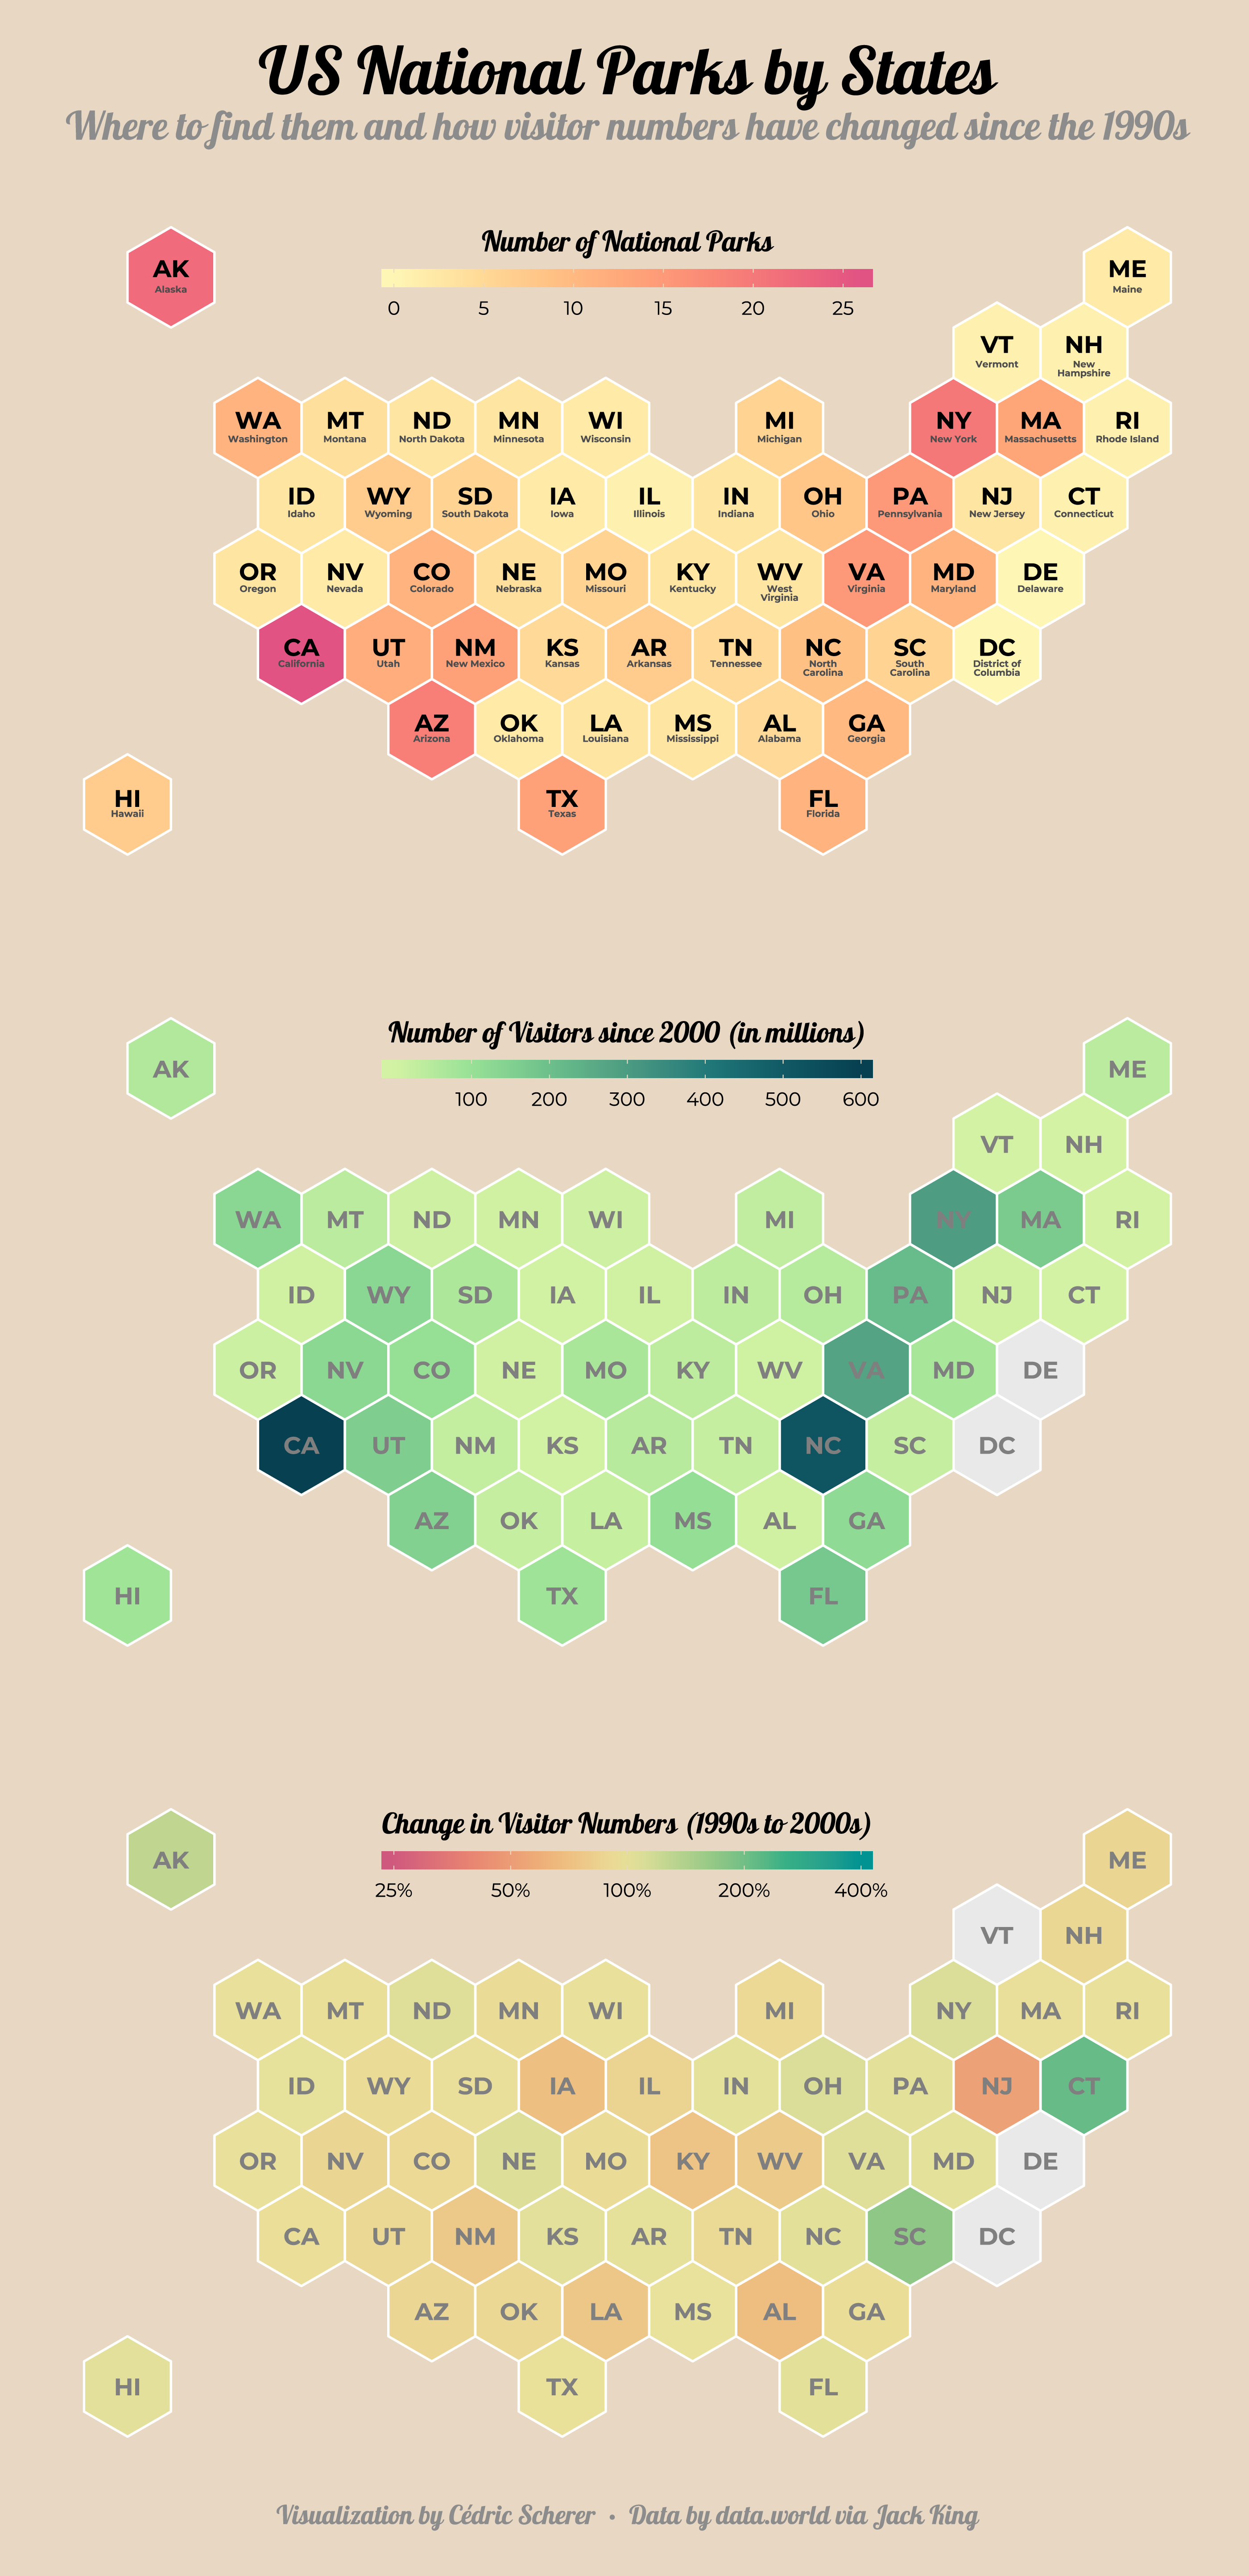 US National Parks by States
Where to find them and how visitor numbers have changed since the 1990s
Number of National Parks
0 5 10 15 20 25
AK
Alaska
ME
Maine
VT NH
Vermont New
Hampshire
WA MT ND MN WI MI NY MA RI
Washington Montana North Dakota Minnesota Wisconsin Michigan New York Massachusetts Rhode Island
ID WY SD IA IL IN OH PA NJ CT
Idaho Wyoming South Dakota Iowa Illinois Indiana Ohio Pennsylvania New Jersey Connecticut
OR NV CO NE MO KY WV VA MD DE
Oregon Nevada Colorado Nebraska Missouri Kentucky West Virginia Maryland Delaware
Virginia
CA UT NM KS AR TN NC SC DC
California Utah New Mexico Kansas Arkansas Tennessee North South District of
Carolina Carolina Columbia
AZ OK LA MS AL GA
Arizona Oklahoma Louisiana Mississippi Alabama Georgia
HI TX FL
Hawaii Texas Florida
Number of Visitors since 2000 (in millions)
100 200 300 400 500 600
AK ME
VT NH
WA MT ND MN WI MI NY MA RI
ID WY SD IA IL IN OH PA NJ CT
OR NV CO NE MO KY WV VA MD DE
CA UT NM KS AR TN NC SC DC
AZ OK LA MS AL GA
HI TX FL
Change in Visitor Numbers (1990s to 2000s)
25% 50% 100% 200% 400%
AK ME
VT NH
WA MT ND MN WI MI NY MA RI
ID WY SD IA IL IN OH PA NJ CT
OR NV CO NE MO KY WV VA MD DE
CA UT NM KS AR TN NC SC DC
AZ OK LA MS AL GA
HI TX FL
Visualization by Cédric Scherer • Data by data.world via Jack King